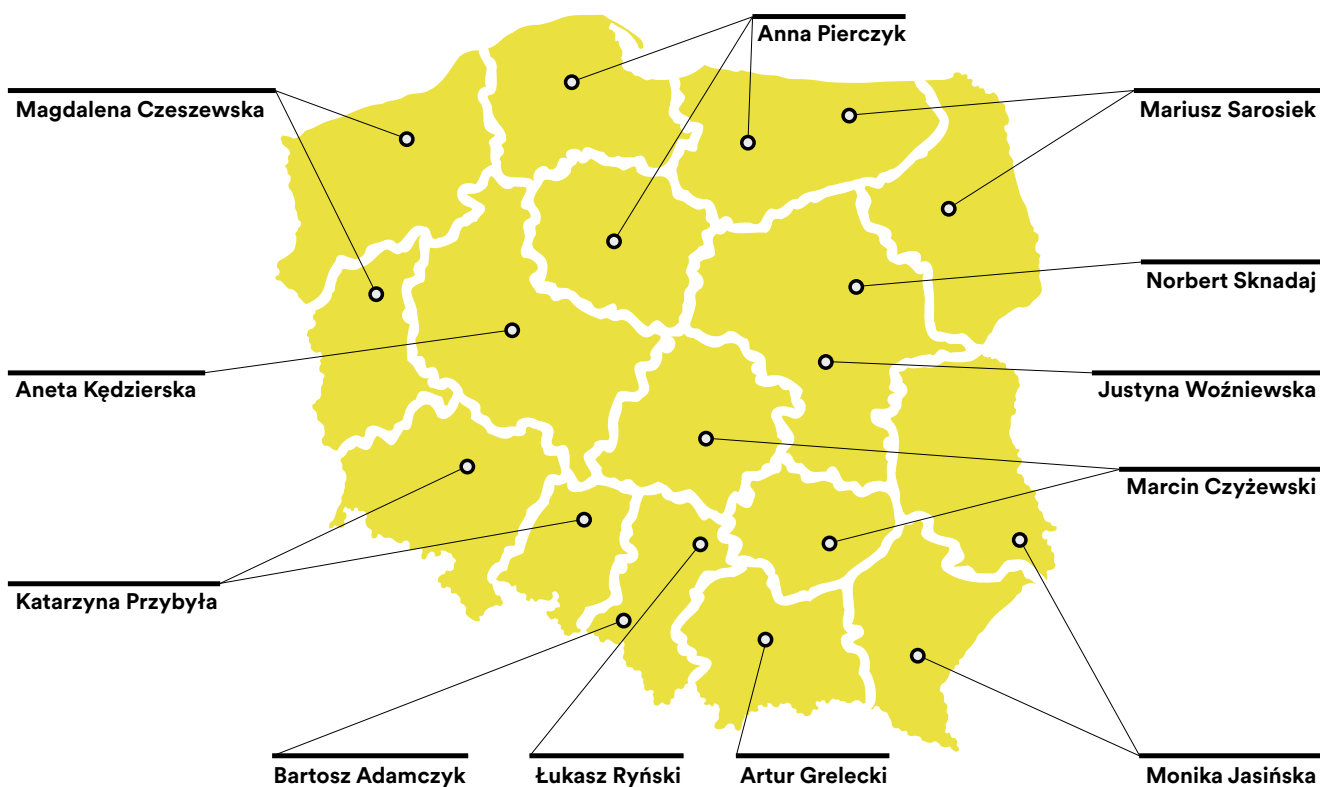 Anna Pierczyk
Magdalena Czeszewska
Mariusz Sarosiek
Norbert Sknadaj
Aneta Kędzierska
Justyna Woźniewska
Marcin Czyżewski
Katarzyna Przybyła
Bartosz Adamczyk
Łukasz Ryński
Artur Grelecki
Monika Jasińska